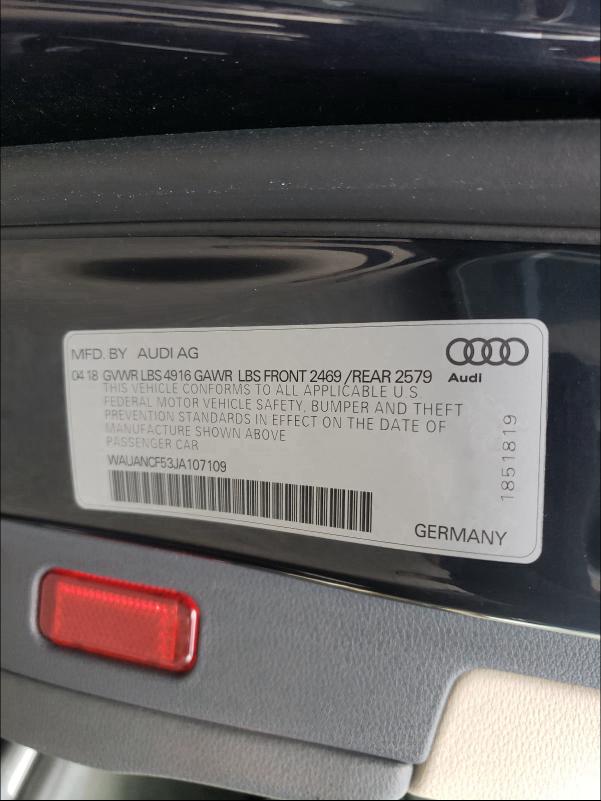 MFD. BY AUDI AG
Audi
04 18 GVWR LBS 4916 GAWR LBS FRONT 2469 /REAR 2579
THIS VEHICLE CONFORMS TO ALL APPLICABLE U.S.
FEDERAL MOTOR VEHICLE SAFETY, BUMPER AND THEFT
PREVENTION STANDARDS IN EFFECT ON THE DATE OF
MANUFACTURE SHOWN ABOVE
PASSENGER CAR
WAUANCF53JA107109
1851819
GERMANY